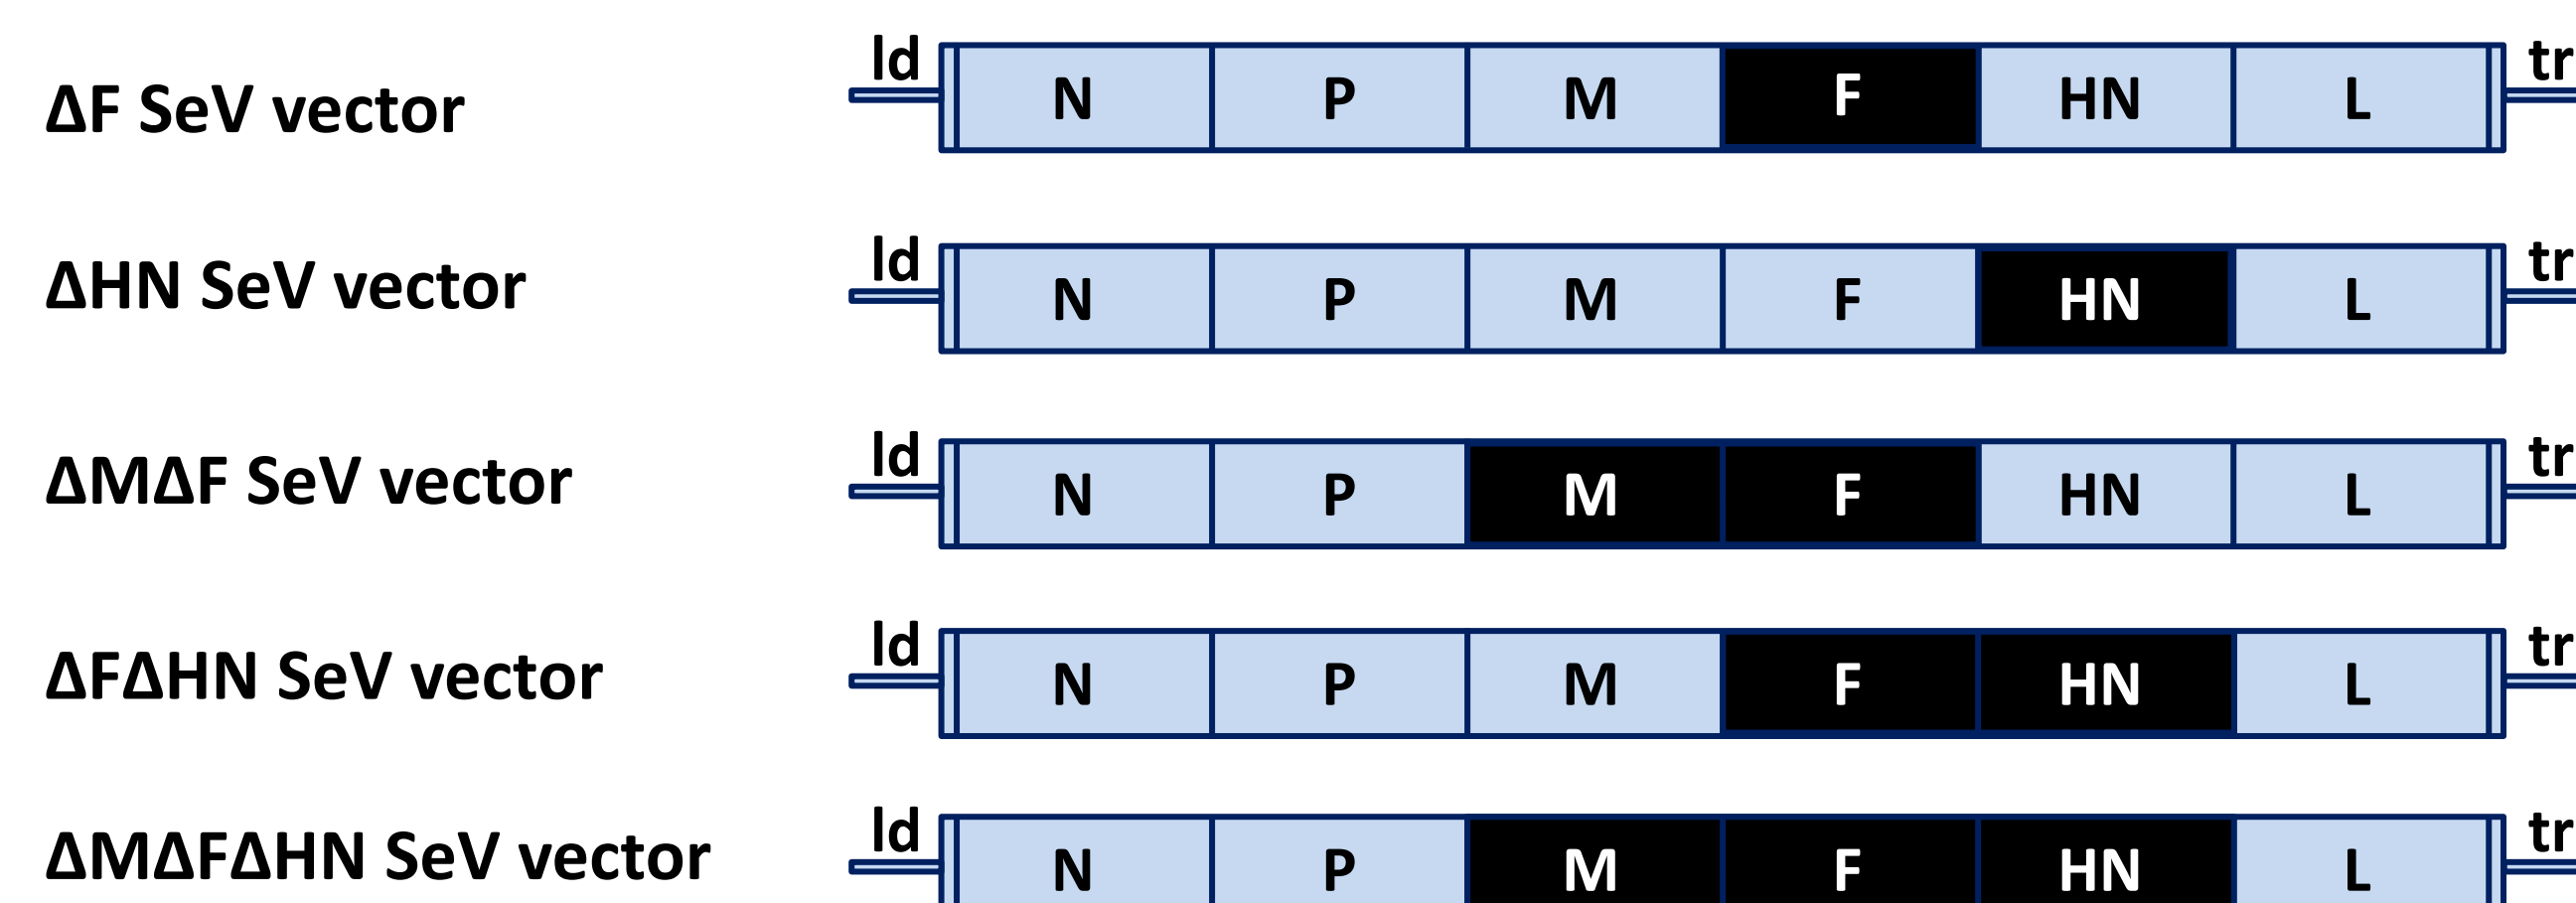 ΔF SeV vector ld N P M F HN L tr
ΔHN SeV vector ld N P M F HN L tr
ΔMΔF SeV vector ld N P M F HN L tr
ΔFΔHN SeV vector ld N P M F HN L tr
ΔMΔFΔHN SeV vector ld N P M F HN L tr